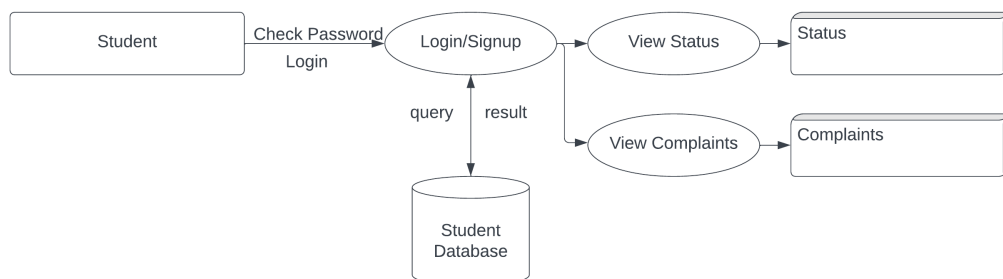 Student
Check Password
Login
Login/Signup
View Status
Status
query
result
View Complaints
Complaints
Student
Database